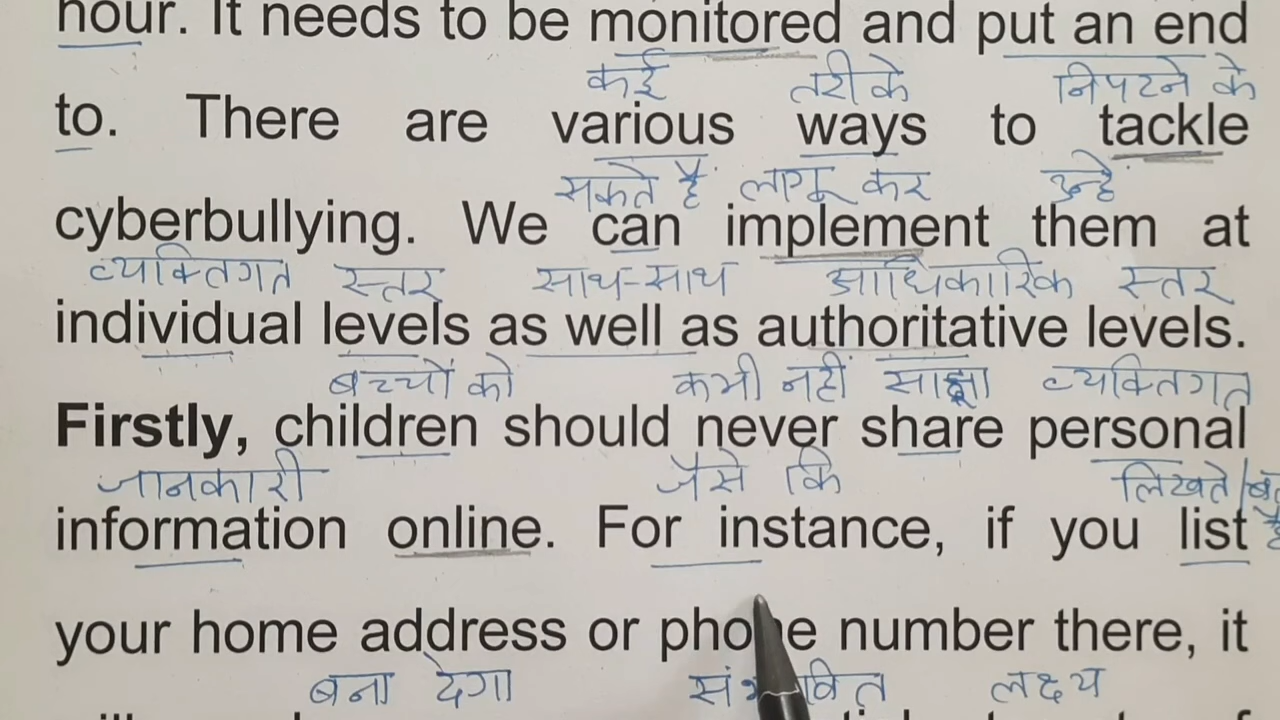 hour. It needs to be monitored and put an end
कई तरीके निपटने के
to. There are various ways to tackle
सकते हैं लागू कर उन्हें
cyberbullying. We can implement them at
व्यक्तिगत स्तर साथ-साथ आधिकारिक स्तर
individual levels as well as authoritative levels.
बच्चों को कभी नहीं साझा व्यक्तिगत
Firstly, children should never share personal
जानकारी जैसे कि लिखते
information online. For instance, if you list
your home address or phone number there, it
बना देगा लक्ष्य